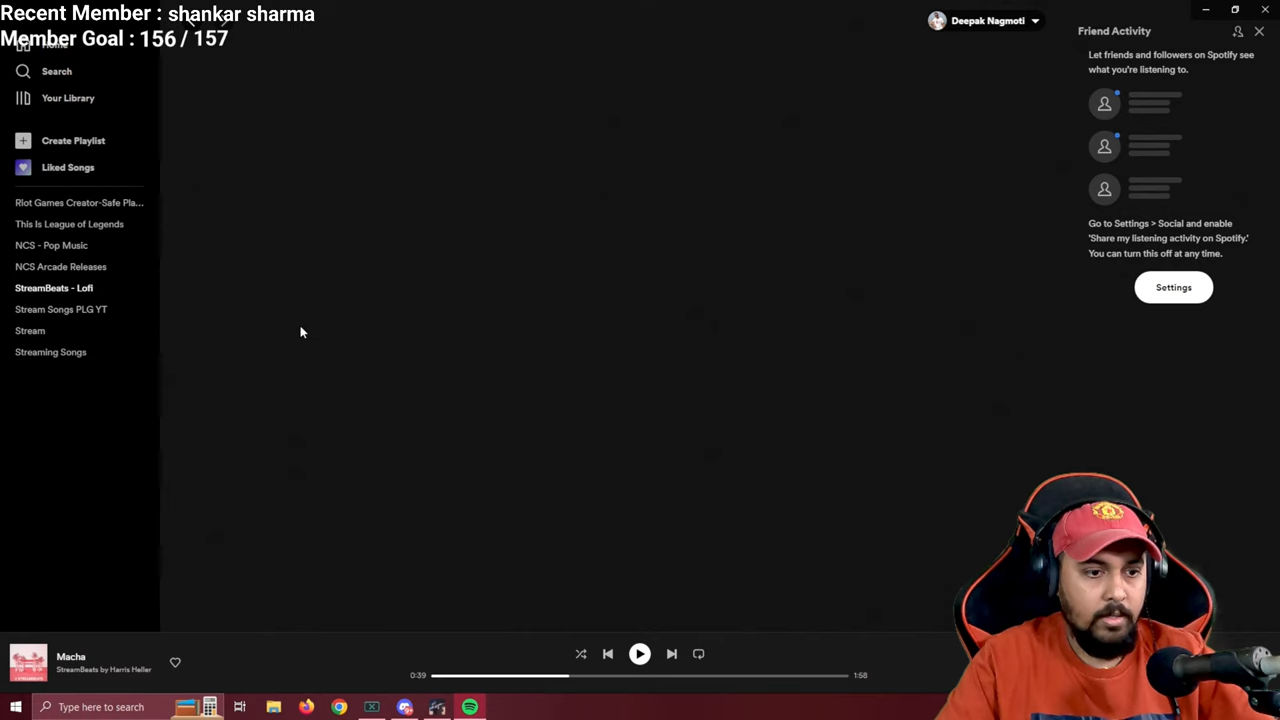 Recent Member : shankar sharma
Member Goal : 156 / 157
Search
Your Library
Create Playlist
Liked Songs
Riot Games Creator-Safe Pla...
This Is League of Legends
NCS - Pop Music
NCS Arcade Releases
StreamBeats - Lofi
Stream Songs PLG YT
Stream
Streaming Songs
Deepak Nagmoti
Friend Activity
Let friends and followers on Spotify see
what you're listening to.
Go to Settings > Social and enable
'Share my listening activity on Spotify.'
You can turn this off at any time.
Settings
Macha
StreamBeats by Harris Heller
0:39
1:58
Type here to search